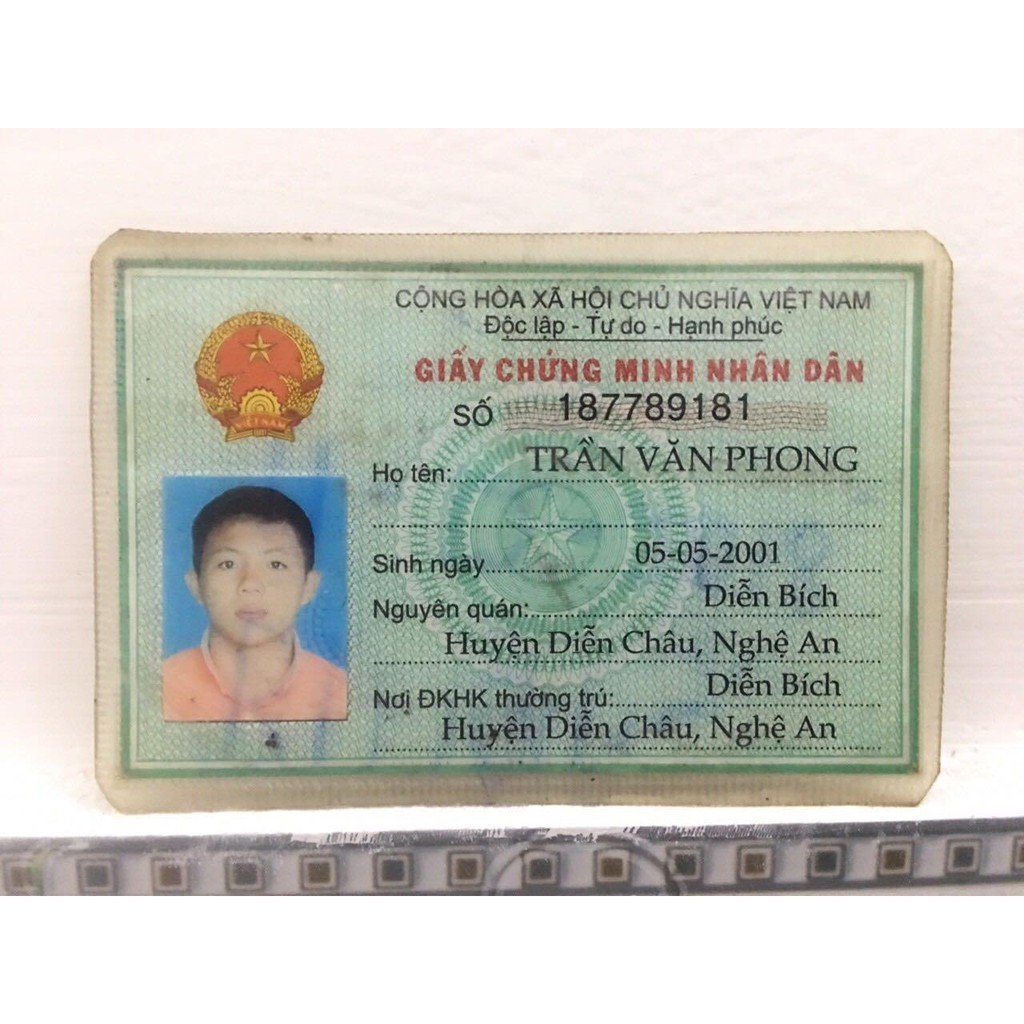 CỘNG HÒA XÃ HỘI CHỦ NGHĨA VIỆT NAM
Độc lập - Tự do - Hạnh phúc
GIẤY CHỨNG MINH NHÂN DÂN
SỐ 187789181
Họ tên: TRẦN VĂN PHONG
Sinh ngày 05-05-2001
Nguyên quán: Diễn Bích
Huyện Diễn Châu, Nghệ An
Nơi ĐKHK thường trú: Diễn Bích
Huyện Diễn Châu, Nghệ An
VIỆT NAM